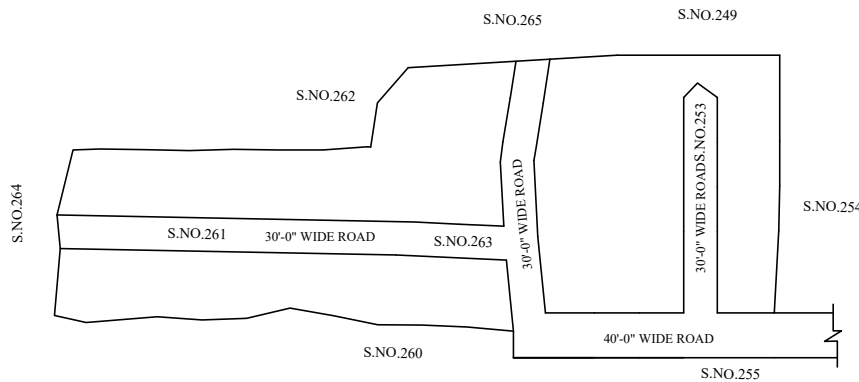 S.NO.265
S.NO.249
S.NO.262
S.NO.264
S.NO.254
S.NO.261
30'-0" WIDE ROAD
S.NO.263
30'-0" WIDE ROAD
30'-0" WIDE ROADS.NO.253
40'-0" WIDE ROAD
S.NO.260
S.NO.255